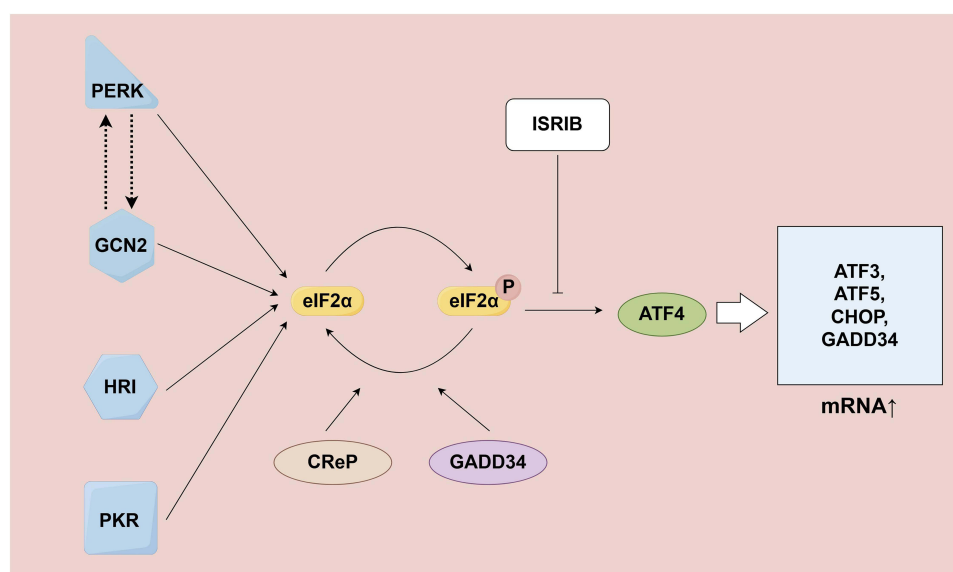 PERK
ISRIB
GCN2
eIF2α
eIF2α
P
ATF4
ATF3,
ATF5,
CHOP,
GADD34
mRNA↑
HRI
CReP
GADD34
PKR